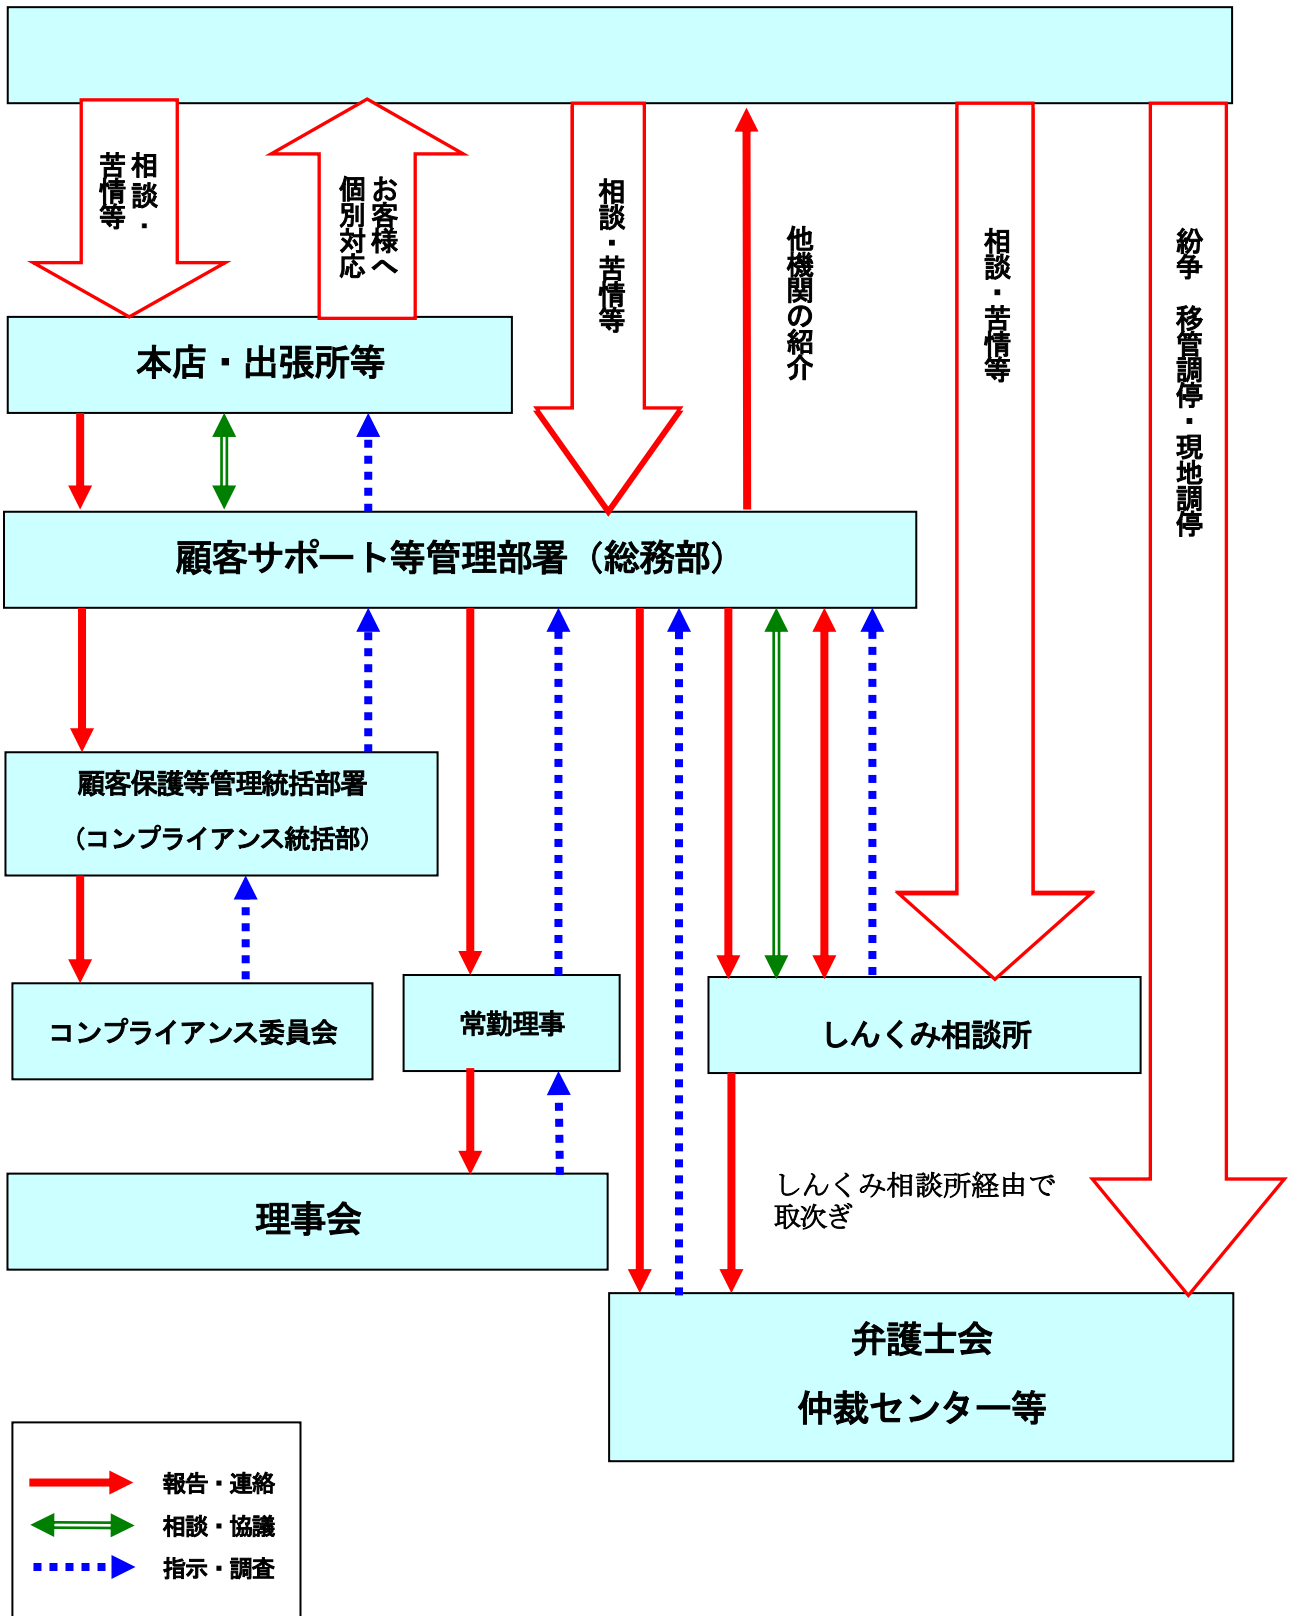 相談・
苦情等
お客様へ
個別対応
相談・苦情等
他機関の紹介
相談・苦情等
紛争　移管調停・現地調停
本店・出張所等
顧客サポート等管理部署（総務部）
顧客保護等管理統括部署
（コンプライアンス統括部）
コンプライアンス委員会
常勤理事
しんくみ相談所
しんくみ相談所経由で
取次ぎ
理事会
弁護士会
仲裁センター等
報告・連絡
相談・協議
指示・調査